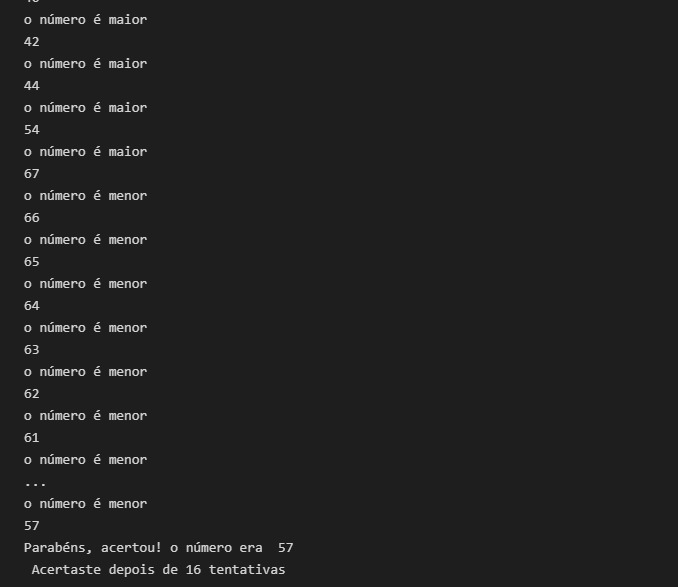 o número é maior
42
o número é maior
44
o número é maior
54
o número é maior
67
o número é menor
66
o número é menor
65
o número é menor
64
o número é menor
63
o número é menor
62
o número é menor
61
o número é menor
...
o número é menor
57
Parabéns, acertou! o número era  57
 Acertaste depois de 16 tentativas